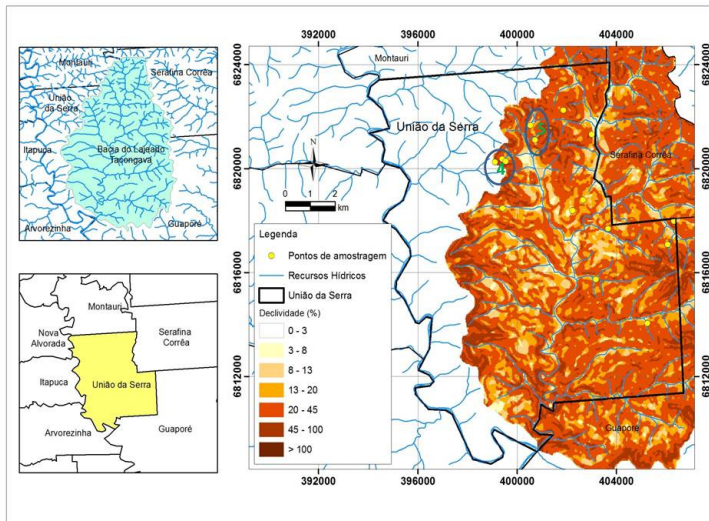 Montauri
Serafina Corrêa
União
da Serra
Itapuca
Bacia do Lajeado
Tacongava
Guaporé
Arvorezinha
Montauri
Nova
Alvorada
Serafina
Corrêa
Itapuca
União da Serra
Arvorezinha
Guaporé
392000
396000
400000
404000
6824000
6820000
6816000
6812000
Montauri
União da Serra
Serafina Corrêa
4
Guaporé
N
0 1 2
km
Legenda
Pontos de amostragem
Recursos Hídricos
União da Serra
Declividade (%)
0 - 3
3 - 8
8 - 13
13 - 20
20 - 45
45 - 100
> 100
392000
396000
400000
404000
6824000
6820000
6816000
6812000